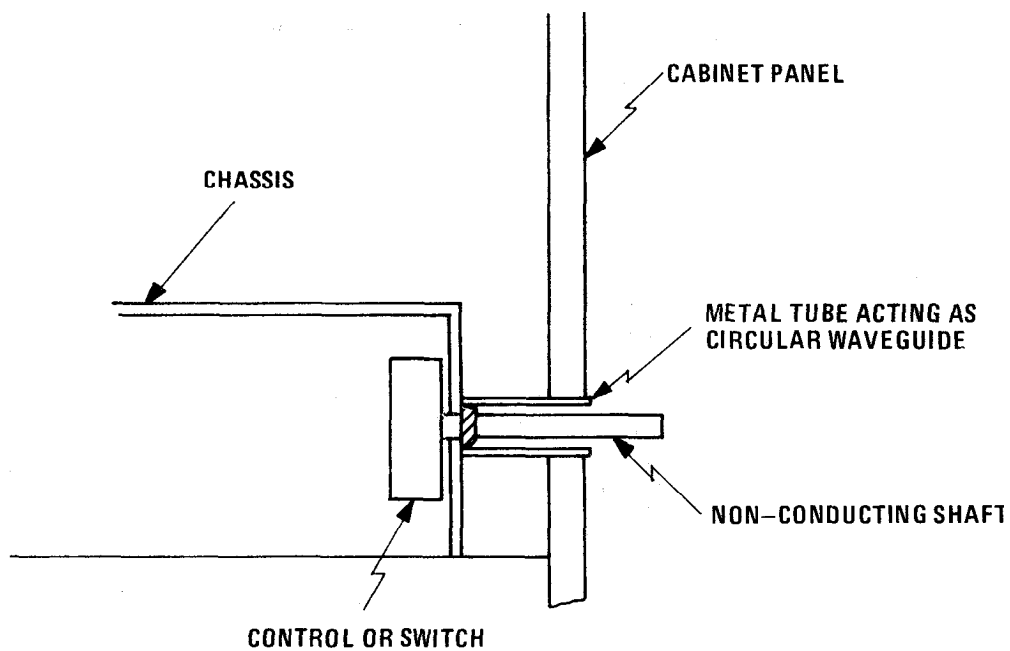 CABINET PANEL
CHASSIS
METAL TUBE ACTING AS
CIRCULAR WAVEGUIDE
NON–CONDUCTING SHAFT
CONTROL OR SWITCH